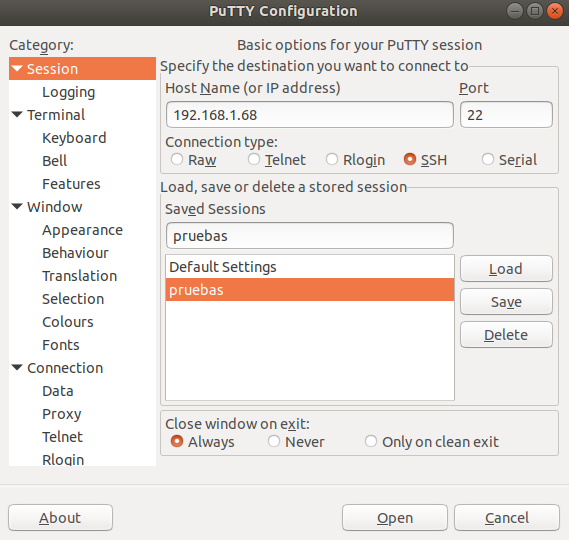 PuTTY Configuration
Category:
Session
Logging
Terminal
Keyboard
Bell
Features
Window
Appearance
Behaviour
Translation
Selection
Colours
Fonts
Connection
Data
Proxy
Telnet
Rlogin
Basic options for your PuTTY session
Specify the destination you want to connect to
Host Name (or IP address) Port
192.168.1.68 22
Connection type:
Raw Telnet Rlogin SSH Serial
Load, save or delete a stored session
Saved Sessions
pruebas
Default Settings
pruebas
Load
Save
Delete
Close window on exit:
Always Never Only on clean exit
About Open Cancel